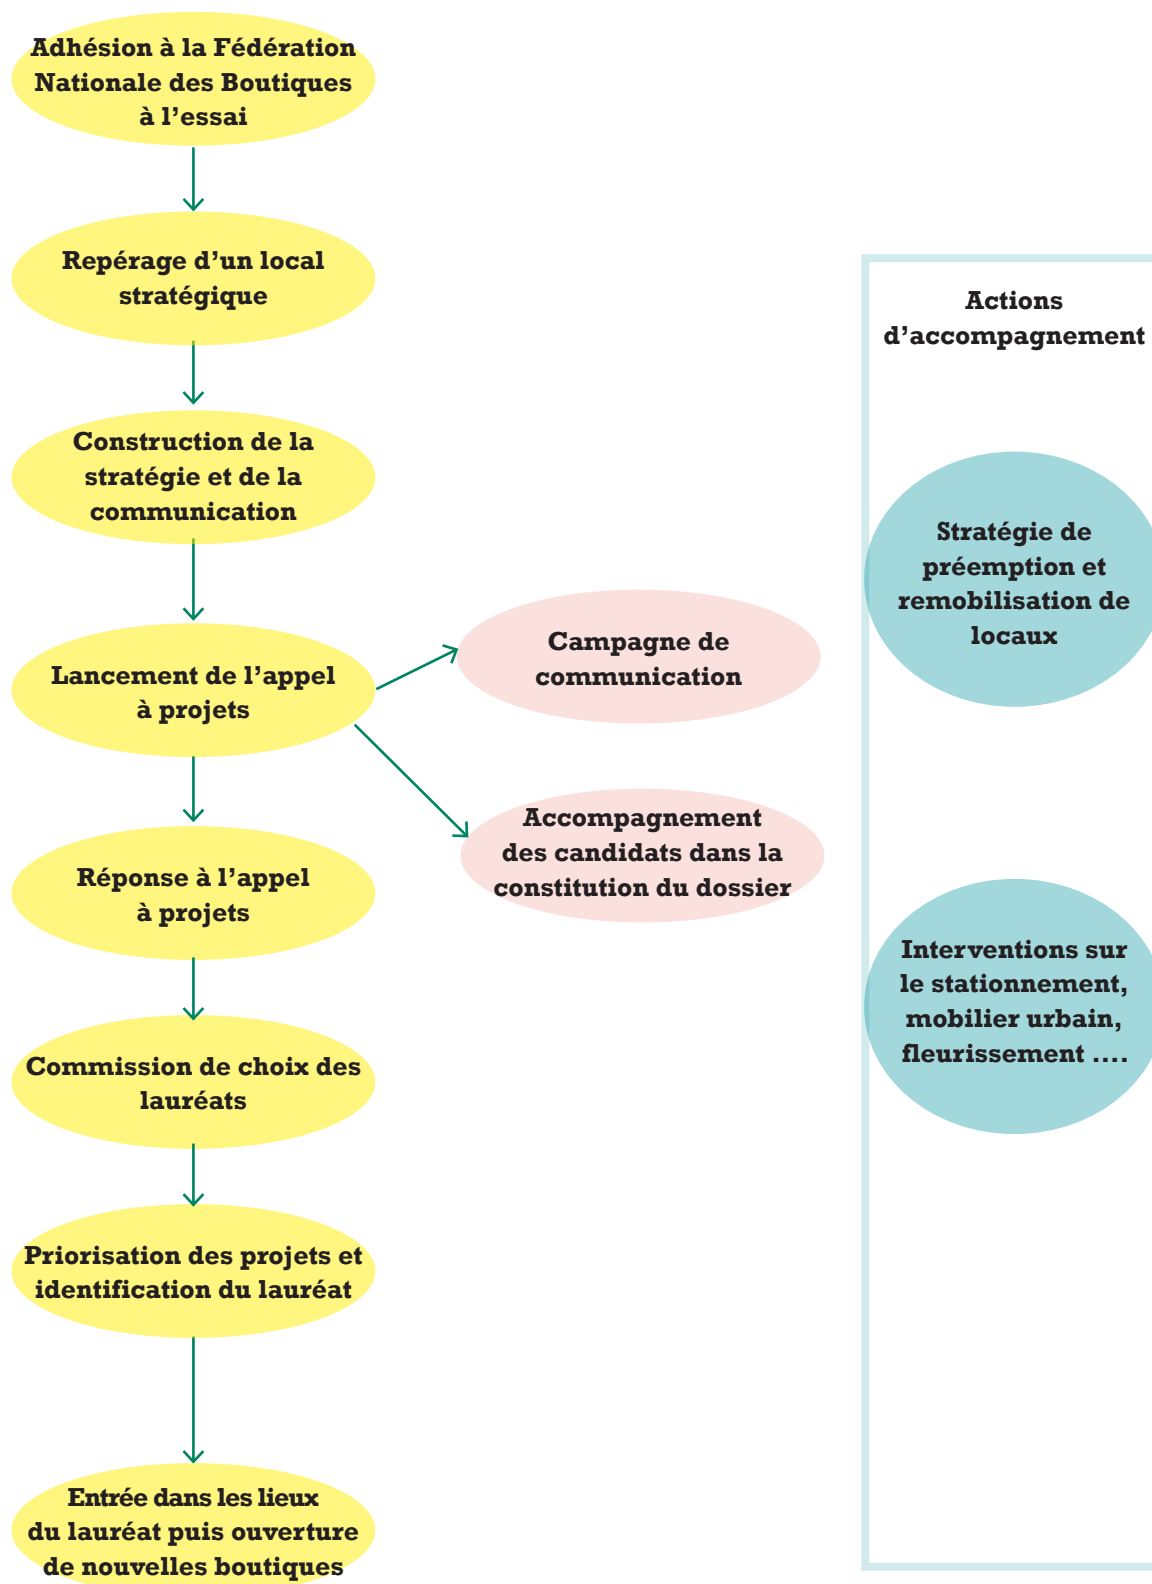 Adhésion à la Fédération
Nationale des Boutiques
à l’essai
Repérage d’un local
stratégique
Construction de la
stratégie et de la
communication
Lancement de l’appel
à projets
Campagne de
communication
Accompagnement
des candidats dans la
constitution du dossier
Réponse à l’appel
à projets
Commission de choix des
lauréats
Priorisation des projets et
identification du lauréat
Entrée dans les lieux
du lauréat puis ouverture
de nouvelles boutiques
Actions
d’accompagnement
Stratégie de
préemption et
remobilisation de
locaux
Interventions sur
le stationnement,
mobilier urbain,
fleurissement ....